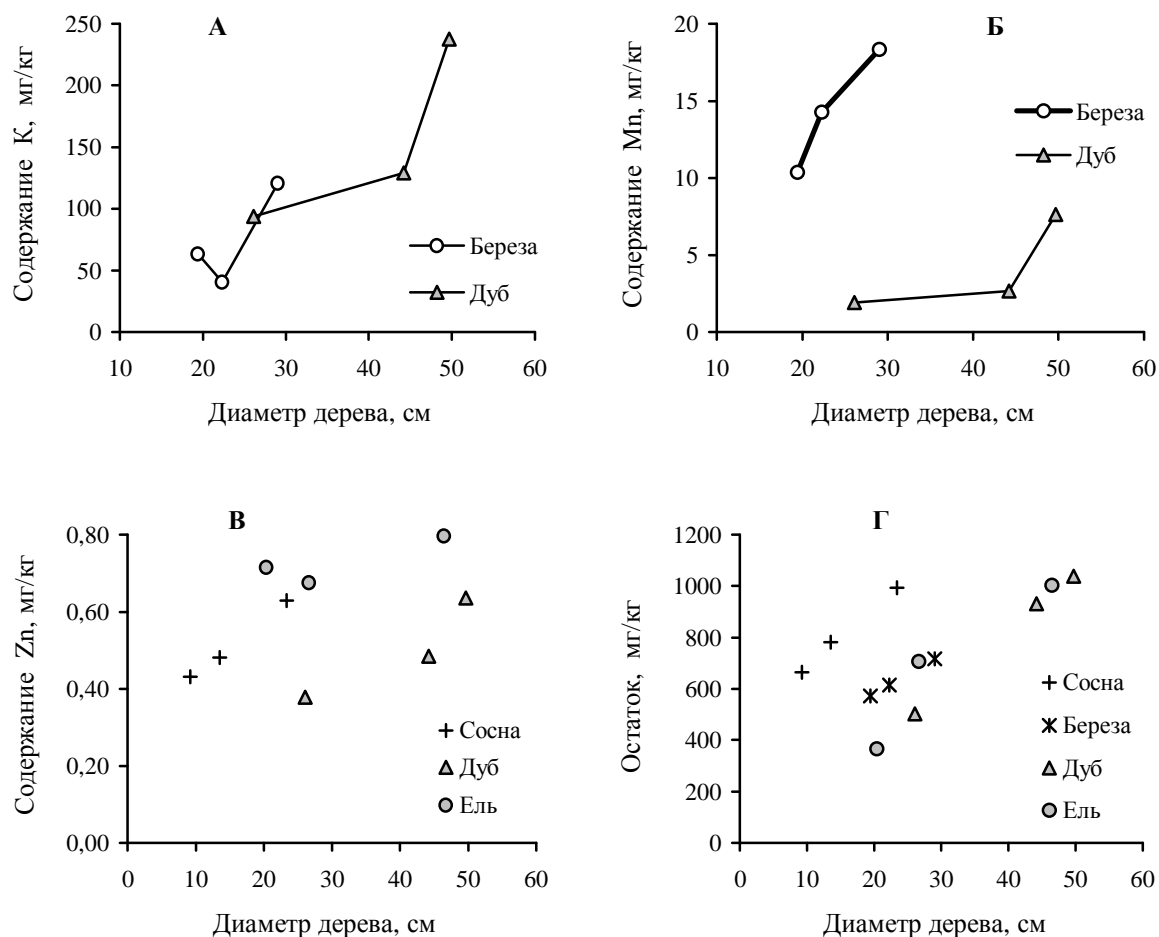 А
Содержание K, мг/кг
250
200
150
100
50
0
10 20 30 40 50 60
Диаметр дерева, см
Береза
Дуб
Б
Содержание Mn, мг/кг
20
15
10
5
0
10 20 30 40 50 60
Диаметр дерева, см
Береза
Дуб
В
Содержание Zn, мг/кг
0,80
0,60
0,40
0,20
0,00
0 10 20 30 40 50 60
Диаметр дерева, см
Сосна
Дуб
Ель
Г
Остаток, мг/кг
1200
1000
800
600
400
200
0
0 10 20 30 40 50 60
Диаметр дерева, см
Сосна
Береза
Дуб
Ель